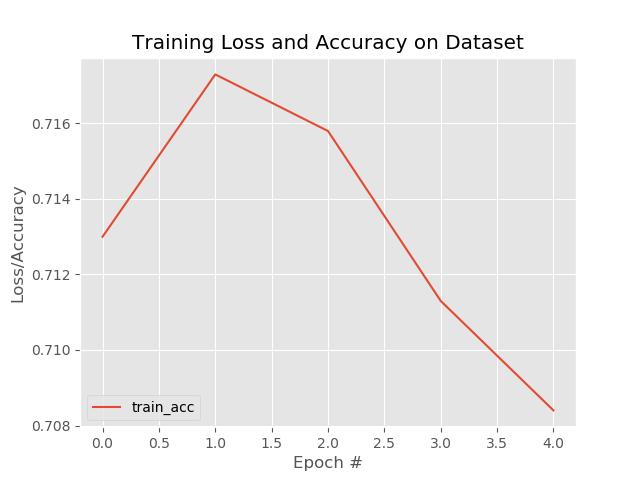 Training Loss and Accuracy on Dataset
0.716
0.714
0.712
0.710
0.708
Loss/Accuracy
train_acc
0.0 0.5 1.0 1.5 2.0 2.5 3.0 3.5 4.0
Epoch #